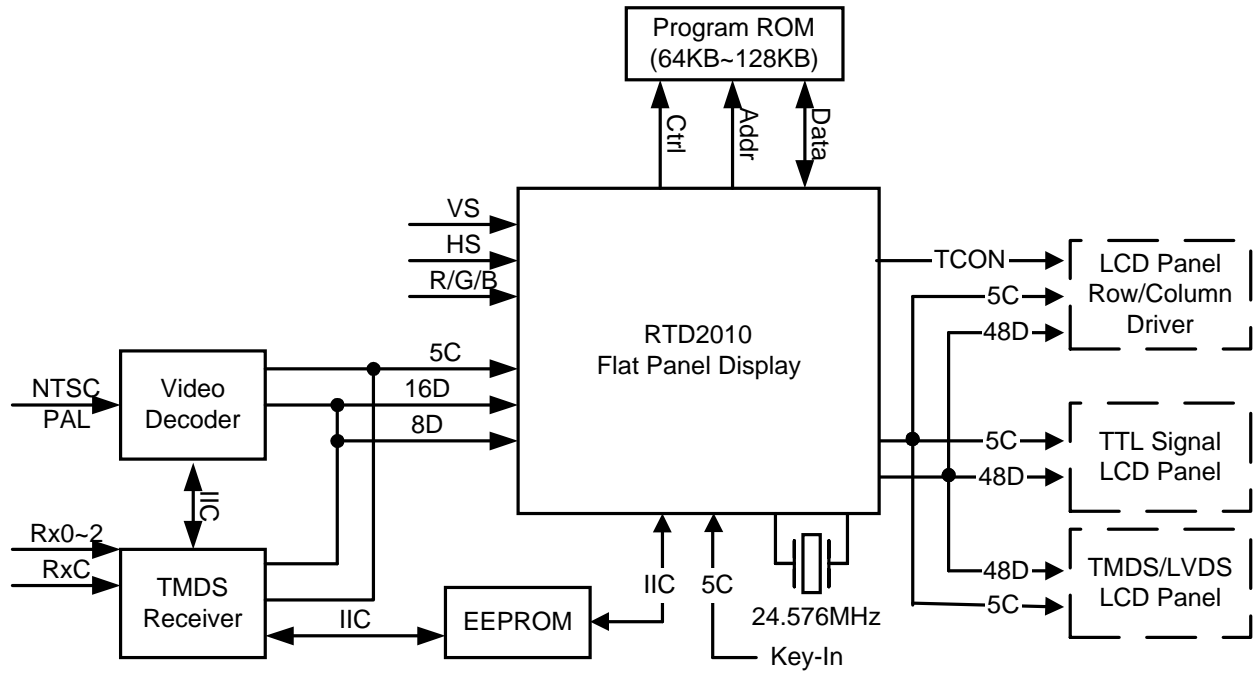 Program ROM
(64KB~128KB)
Ctrl
Addr
Data
VS
HS
R/G/B
RTD2010
Flat Panel Display
TCON
5C
48D
LCD Panel
Row/Column
Driver
NTSC
PAL
Video
Decoder
5C
16D
8D
5C
48D
TTL Signal
LCD Panel
IIC
Rx0~2
RxC
TMDS
Receiver
IIC
EEPROM
IIC
5C
24.576MHz
Key-In
48D
5C
TMDS/LVDS
LCD Panel